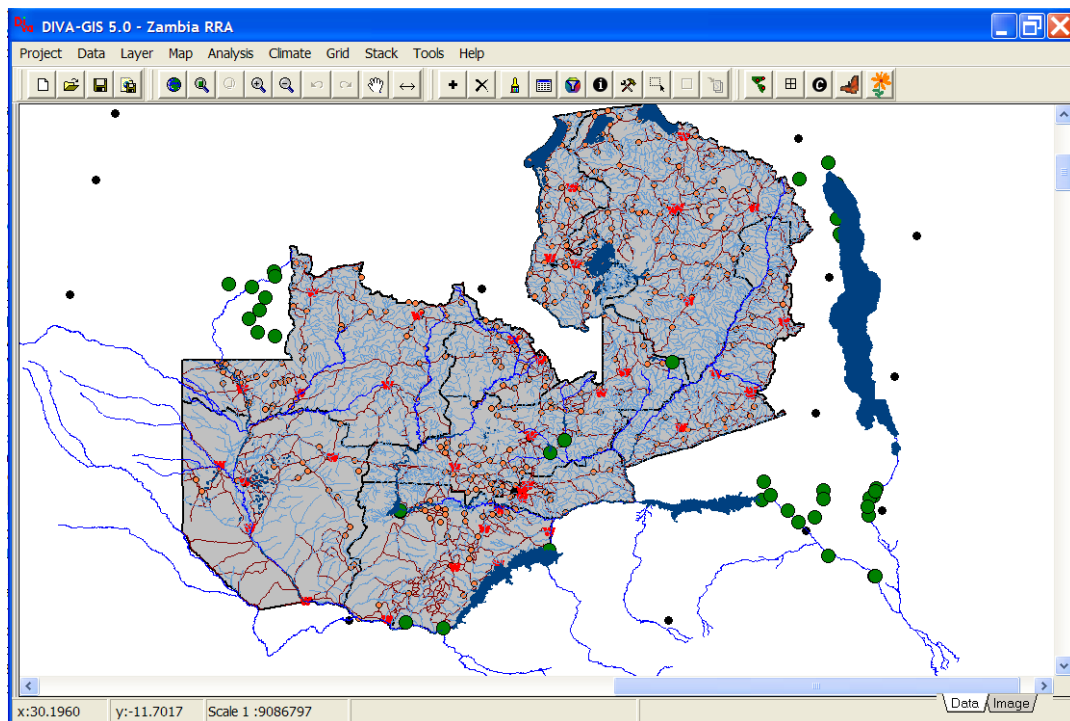 DIVA-GIS 5.0 - Zambia RRA
Project Data Layer Map Analysis Climate Grid Stack Tools Help
Data Image
x:30.1960 y:-11.7017 Scale 1 :9086797